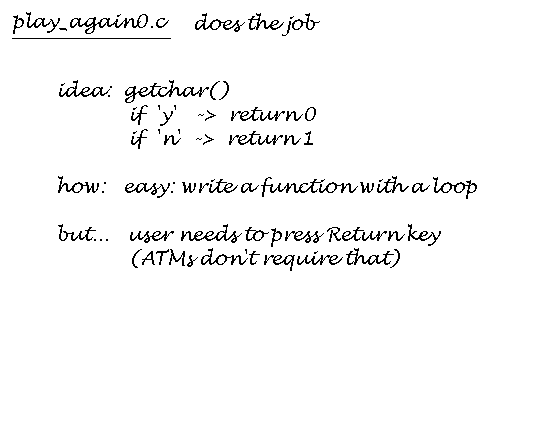 play_again0.c does the job
idea: getchar()
if 'y' -> return 0
if 'n' -> return 1
how: easy: write a function with a loop
but... user needs to press Return key
(ATMs don't require that)